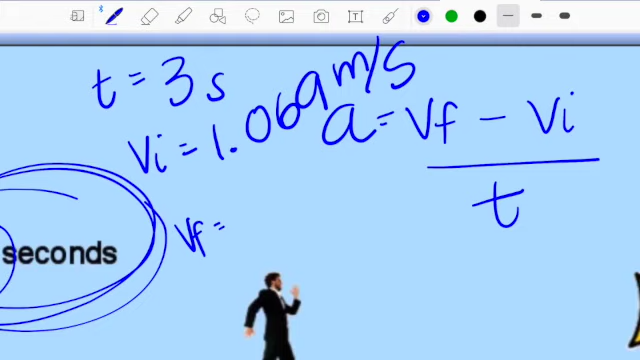 t = 3 s
vi = 1.069 m/s
a = vf - vi
t
seconds
vf =